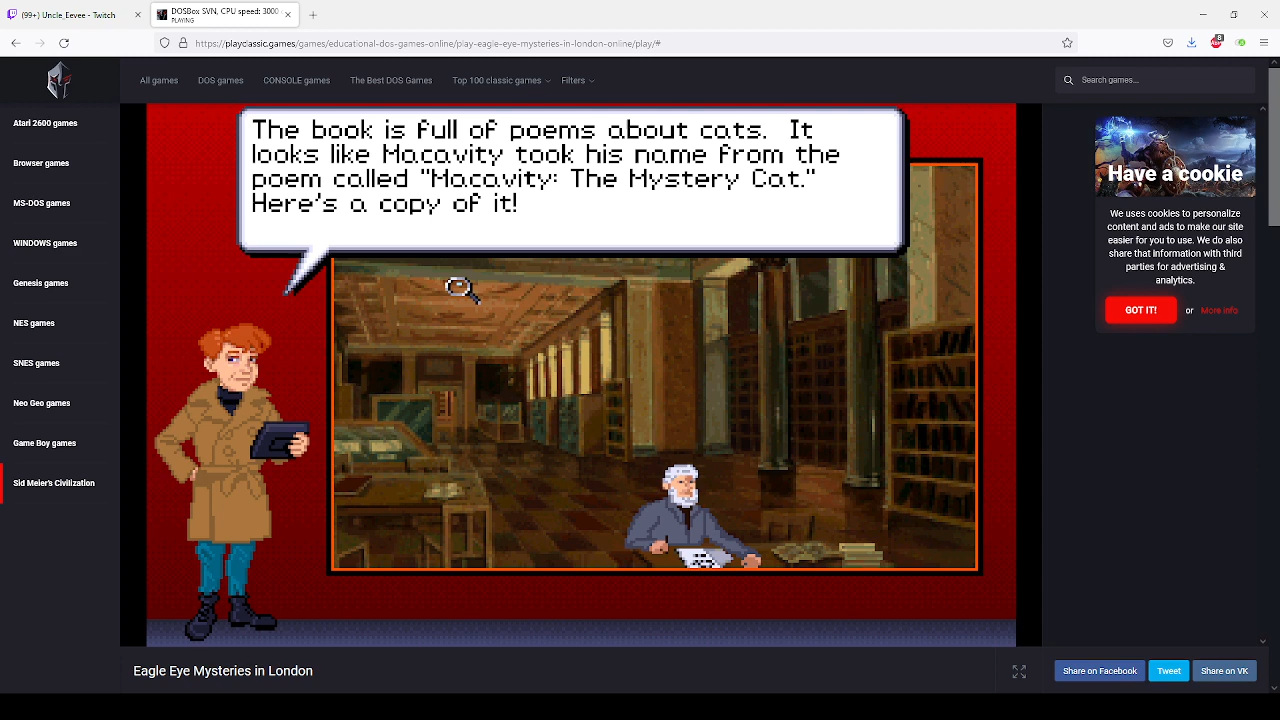 (99+) Uncle_Eevee - Twitch
DOSBox SVN, CPU speed: 3000
PLAYING
https://playclassic.games/games/educational-dos-games-online/play-eagle-eye-mysteries-in-london-online/play/#
All games
DOS games
CONSOLE games
The Best DOS Games
Top 100 classic games
Filters
Search games...
Atari 2600 games
Browser games
MS-DOS games
WINDOWS games
Genesis games
NES games
SNES games
Neo Geo games
Game Boy games
Sid Meier's Civilization
The book is full of poems about cats. It
looks like Macavity took his name from the
poem called "Macavity: The Mystery Cat."
Here's a copy of it!
Have a cookie
We uses cookies to personalize
content and ads to make our site
easier for you to use. We do also
share that information with third
parties for advertising &
analytics.
GOT IT!
or
More info
Eagle Eye Mysteries in London
Share on Facebook
Tweet
Share on VK